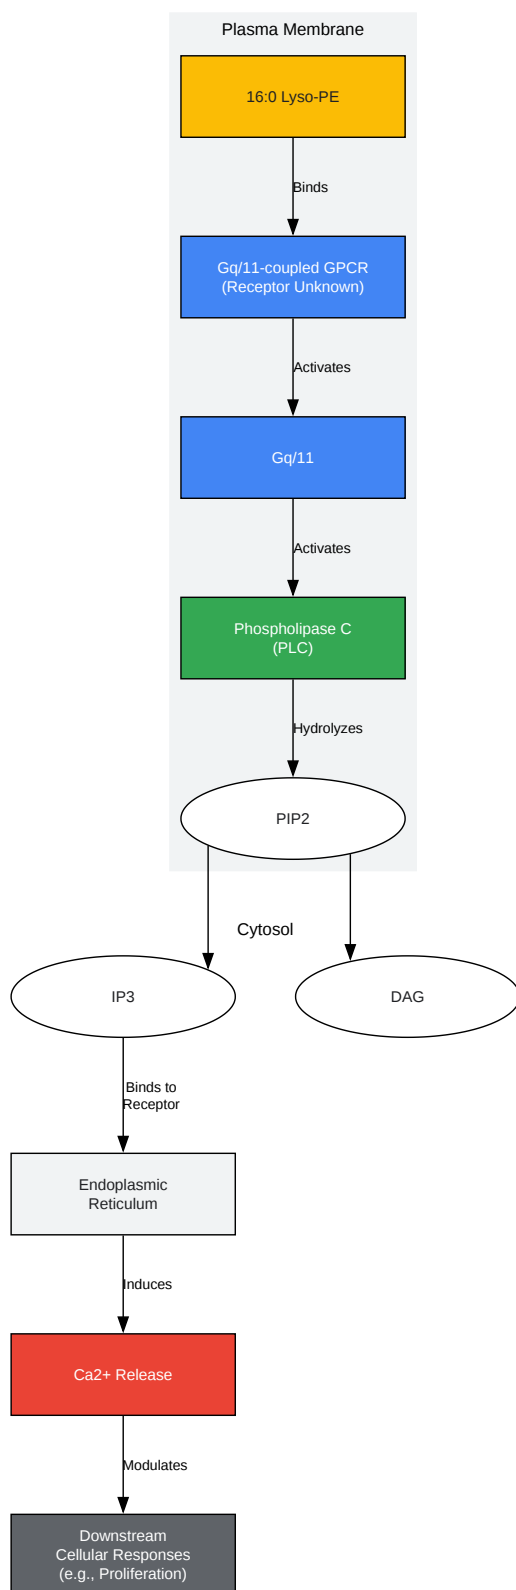 Plasma Membrane
16:0 Lyso-PE
Binds
Gq/11-coupled GPCR
(Receptor Unknown)
Activates
Gq/11
Activates
Phospholipase C
(PLC)
Hydrolyzes
PIP2
Cytosol
IP3
DAG
Binds to
Receptor
Endoplasmic
Reticulum
Induces
Ca2+ Release
Modulates
Downstream
Cellular Responses
(e.g., Proliferation)